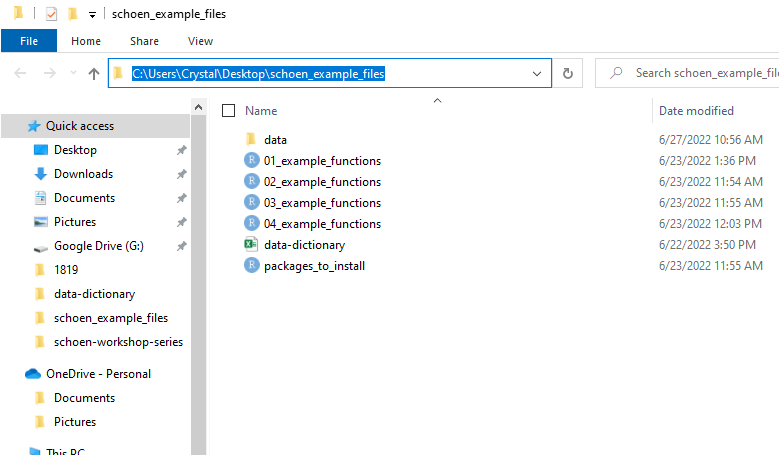 schoen_example_files
File Home Share View
C:\Users\Crystal\Desktop\schoen_example_files
Search schoen_example_fil
Name Date modified
Quick access
Desktop
Downloads
Documents
Pictures
Google Drive (G:)
1819
data-dictionary
schoen_example_files
schoen-workshop-series
OneDrive - Personal
Documents
Pictures
This PC
data 6/27/2022 10:56 AM
01_example_functions 6/23/2022 1:36 PM
02_example_functions 6/23/2022 11:54 AM
03_example_functions 6/23/2022 11:55 AM
04_example_functions 6/23/2022 12:03 PM
data-dictionary 6/22/2022 3:50 PM
packages_to_install 6/23/2022 11:55 AM